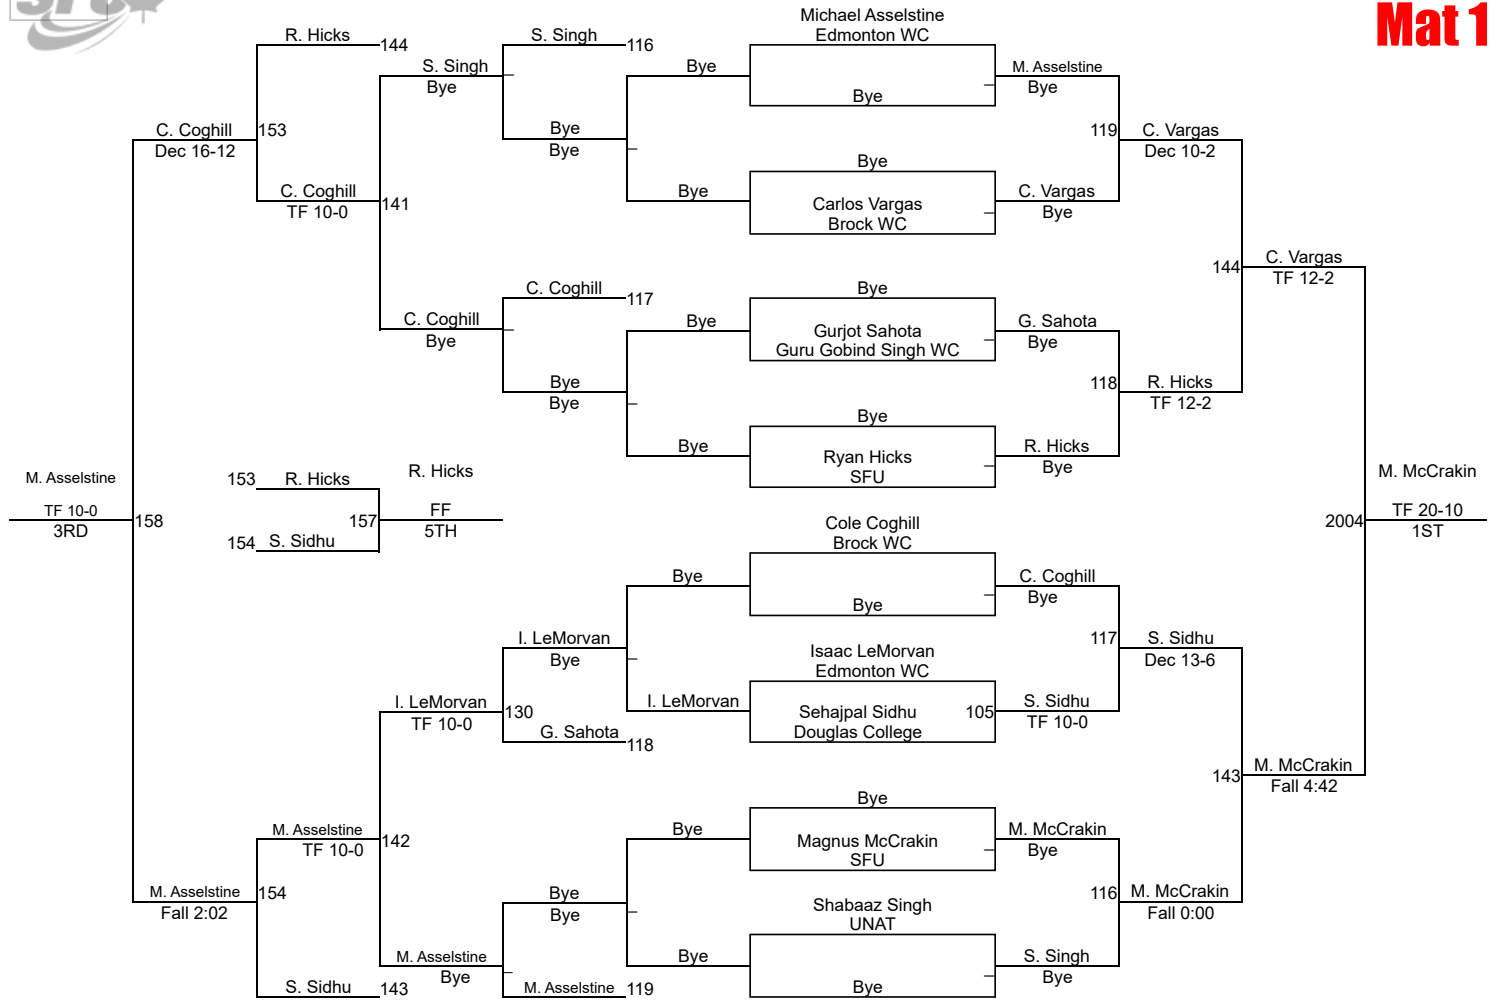 SFU
Mat 1
Michael Asselstine
Edmonton WC
R. Hicks
144
S. Singh
116
S. Singh
Bye
Bye
M. Asselstine
Bye
Bye
C. Coghill
Dec 16-12
153
Bye
Bye
119
C. Vargas
Dec 10-2
Bye
C. Coghill
TF 10-0
141
Bye
Carlos Vargas
Brock WC
C. Vargas
Bye
144
C. Vargas
TF 12-2
C. Coghill
117
Bye
C. Coghill
Bye
Bye
Gurjot Sahota
Guru Gobind Singh WC
G. Sahota
Bye
Bye
Bye
118
R. Hicks
TF 12-2
Bye
Bye
Ryan Hicks
SFU
R. Hicks
Bye
M. Asselstine
TF 10-0
3RD
158
153
R. Hicks
154
S. Sidhu
157
R. Hicks
FF
5TH
M. McCrakin
2004
TF 20-10
1ST
Cole Coghill
Brock WC
Bye
Bye
C. Coghill
Bye
I. LeMorvan
Bye
117
S. Sidhu
Dec 13-6
Isaac LeMorvan
Edmonton WC
I. LeMorvan
TF 10-0
130
I. LeMorvan
Sehajpal Sidhu
Douglas College
105
S. Sidhu
TF 10-0
G. Sahota
118
143
M. McCrakin
Fall 4:42
Bye
M. Asselstine
TF 10-0
142
Bye
Magnus McCrakin
SFU
M. McCrakin
Bye
M. Asselstine
Fall 2:02
154
Bye
Bye
116
M. McCrakin
Fall 0:00
Shabaaz Singh
UNAT
M. Asselstine
Bye
Bye
Bye
S. Singh
Bye
S. Sidhu
143
M. Asselstine
119